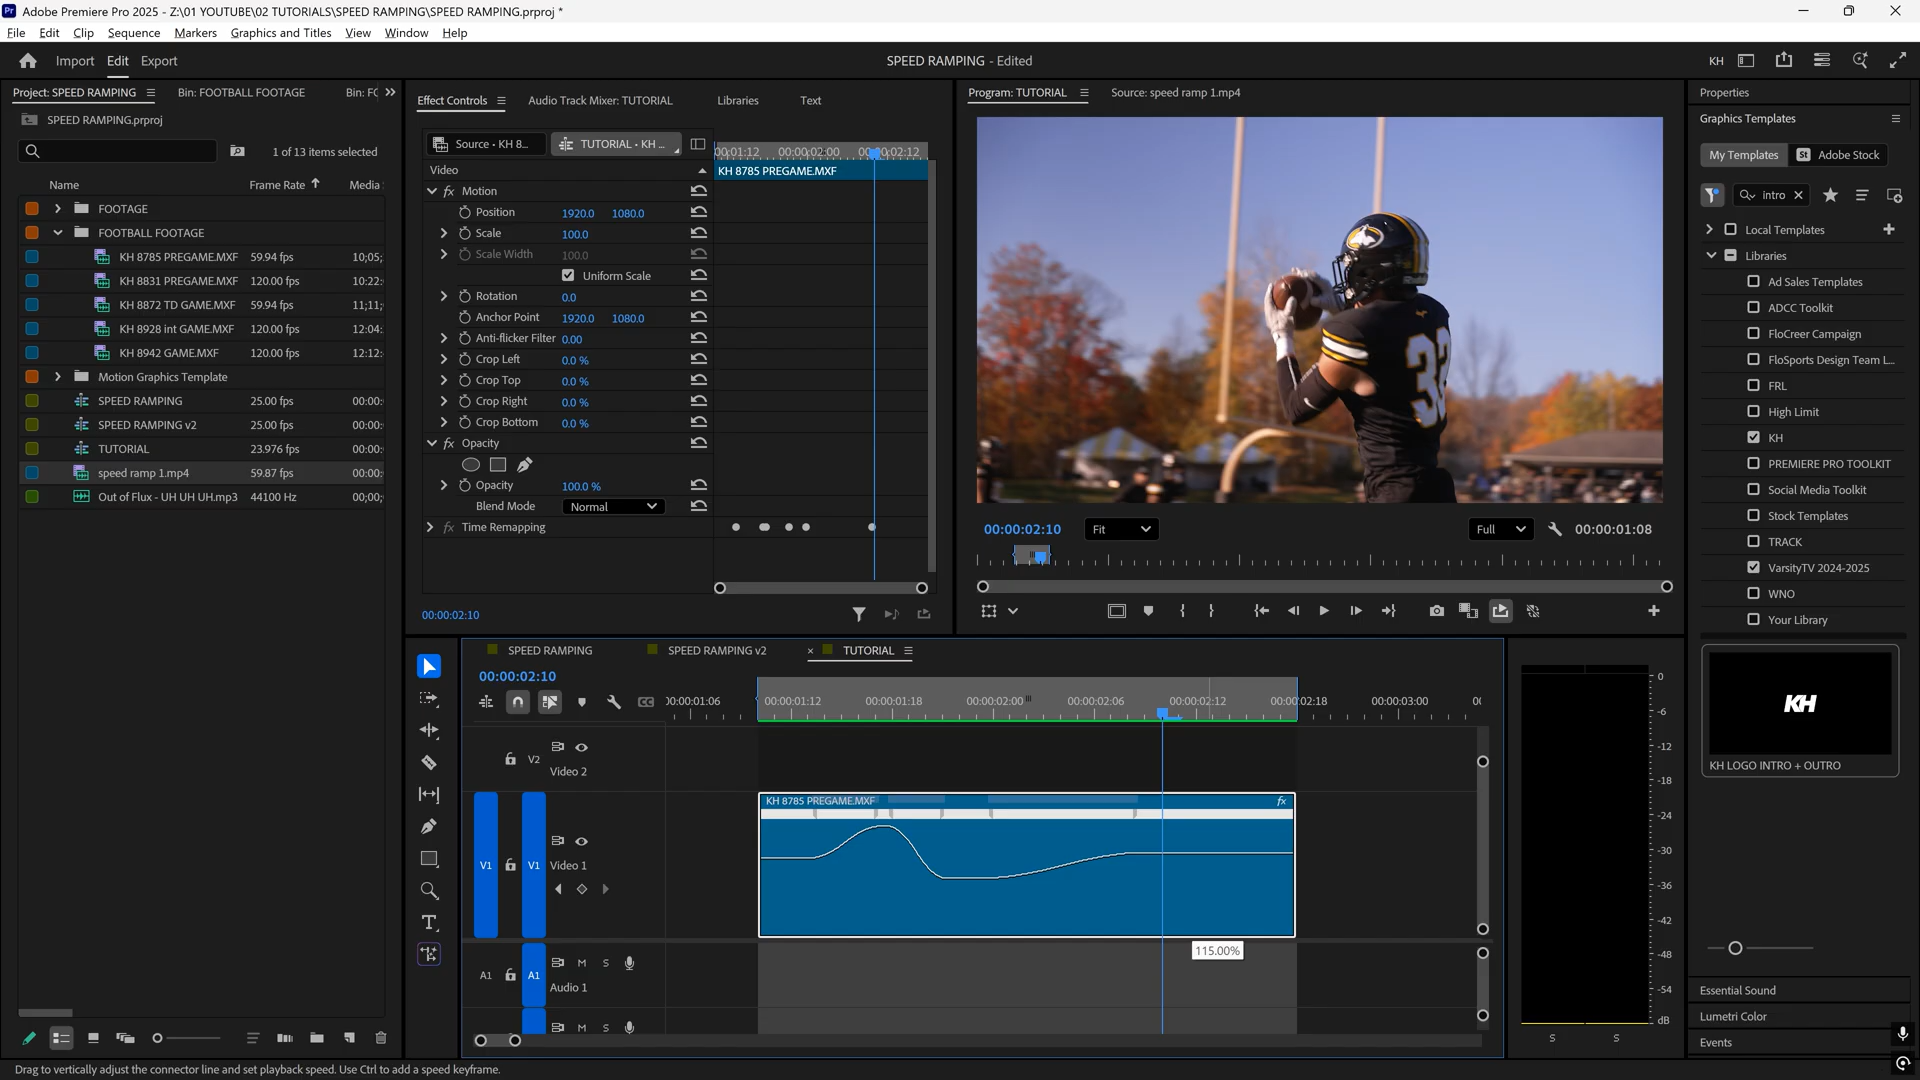 Adobe Premiere Pro 2025 - Z:\01 YOUTUBE\02 TUTORIALS\SPEED RAMPING\SPEED RAMPING.prproj *
File Edit Clip Sequence Markers Graphics and Titles View Window Help
Import Edit Export
SPEED RAMPING - Edited
KH
Project: SPEED RAMPING
Bin: FOOTBALL FOOTAGE
SPEED RAMPING.prproj
1 of 13 items selected
Name Frame Rate Media
FOOTAGE
FOOTBALL FOOTAGE
KH 8785 PREGAME.MXF 59.94 fps 10;05;
KH 8831 PREGAME.MXF 120.00 fps 10:22:
KH 8872 TD GAME.MXF 59.94 fps 11;11;
KH 8928 int GAME.MXF 120.00 fps 12:04:
KH 8942 GAME.MXF 120.00 fps 12:12:
Motion Graphics Template
SPEED RAMPING 25.00 fps 00:00:
SPEED RAMPING v2 25.00 fps 00:00:
TUTORIAL 23.976 fps 00:00:
speed ramp 1.mp4 59.87 fps 00:00:
Out of Flux - UH UH UH.mp3 44100 Hz 00;00;
Effect Controls
Audio Track Mixer: TUTORIAL
Libraries
Text
Source • KH 8...
TUTORIAL • KH ...
00:01:12 00:00:02:00 00:00:02:12
Video
KH 8785 PREGAME.MXF
fx Motion
Position 1920.0 1080.0
Scale 100.0
Scale Width 100.0
Uniform Scale
Rotation 0.0
Anchor Point 1920.0 1080.0
Anti-flicker Filter 0.00
Crop Left 0.0 %
Crop Top 0.0 %
Crop Right 0.0 %
Crop Bottom 0.0 %
fx Opacity
Opacity 100.0 %
Blend Mode Normal
fx Time Remapping
00:00:02:10
Program: TUTORIAL
Source: speed ramp 1.mp4
33
00:00:02:10
Fit
Full
00:00:01:08
SPEED RAMPING
SPEED RAMPING v2
TUTORIAL
00:00:02:10
CC
00:00:01:06 00:00:01:12 00:00:01:18 00:00:02:00 00:00:02:06 00:00:02:12 00:00:02:18 00:00:03:00
V2
Video 2
KH 8785 PREGAME.MXF
fx
V1
V1
Video 1
115.00%
A1
A1
M S
Audio 1
M S
0
-6
-12
-18
-24
-30
-36
-42
-48
-54
dB
S S
Properties
Graphics Templates
My Templates
St Adobe Stock
intro
Local Templates
Libraries
Ad Sales Templates
ADCC Toolkit
FloCreer Campaign
FloSports Design Team L...
FRL
High Limit
KH
PREMIERE PRO TOOLKIT
Social Media Toolkit
Stock Templates
TRACK
VarsityTV 2024-2025
WNO
Your Library
KH
KH LOGO INTRO + OUTRO
Essential Sound
Lumetri Color
Events
Drag to vertically adjust the connector line and set playback speed. Use Ctrl to add a speed keyframe.